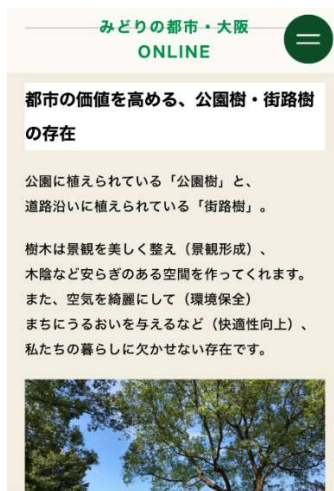 みどりの都市・大阪
ONLINE
都市の価値を高める、公園樹・街路樹
の存在
公園に植えられている「公園樹」と、
道路沿いに植えられている「街路樹」。
樹木は景観を美しく整え（景観形成）、
木陰など安らぎのある空間を作ってくれます。
また、空気を綺麗にして（環境保全）
まちにうるおいを与えるなど（快適性向上）、
私たちの暮らしに欠かせない存在です。